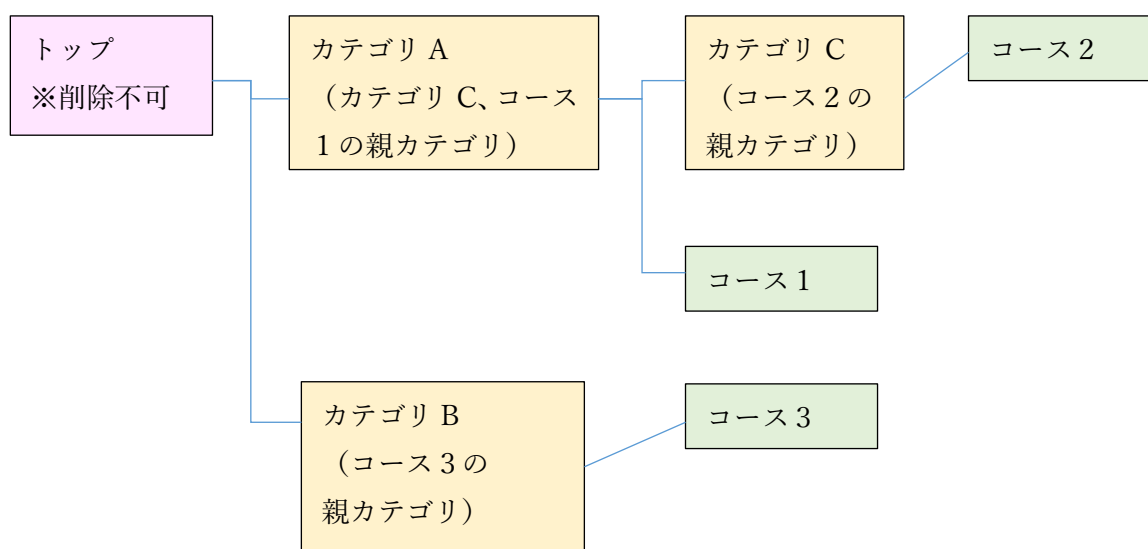 トップ
※削除不可
カテゴリ A
（カテゴリ C、コース
１の親カテゴリ）
カテゴリ C
（コース２の
親カテゴリ）
コース２
コース１
カテゴリ B
（コース３の
親カテゴリ）
コース３